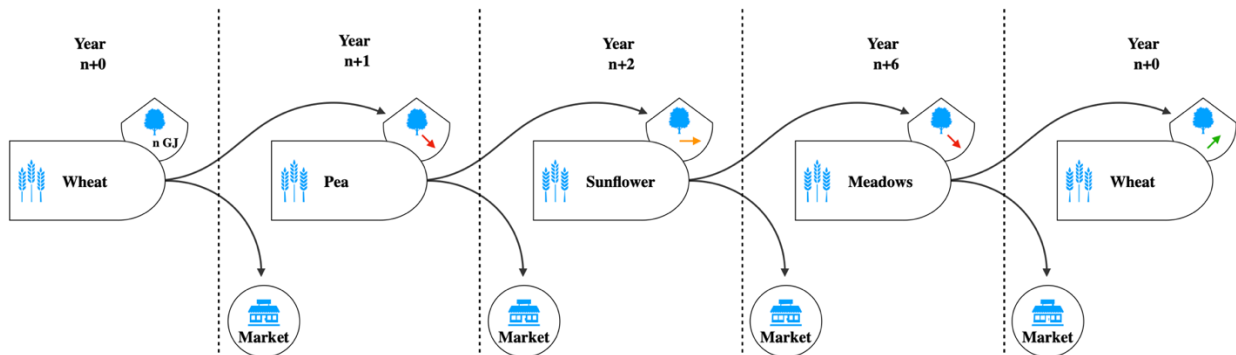 Year
n+0
Year
n+1
Year
n+2
Year
n+6
Year
n+0
n GJ
Wheat
Pea
Sunflower
Meadows
Wheat
Market
Market
Market
Market